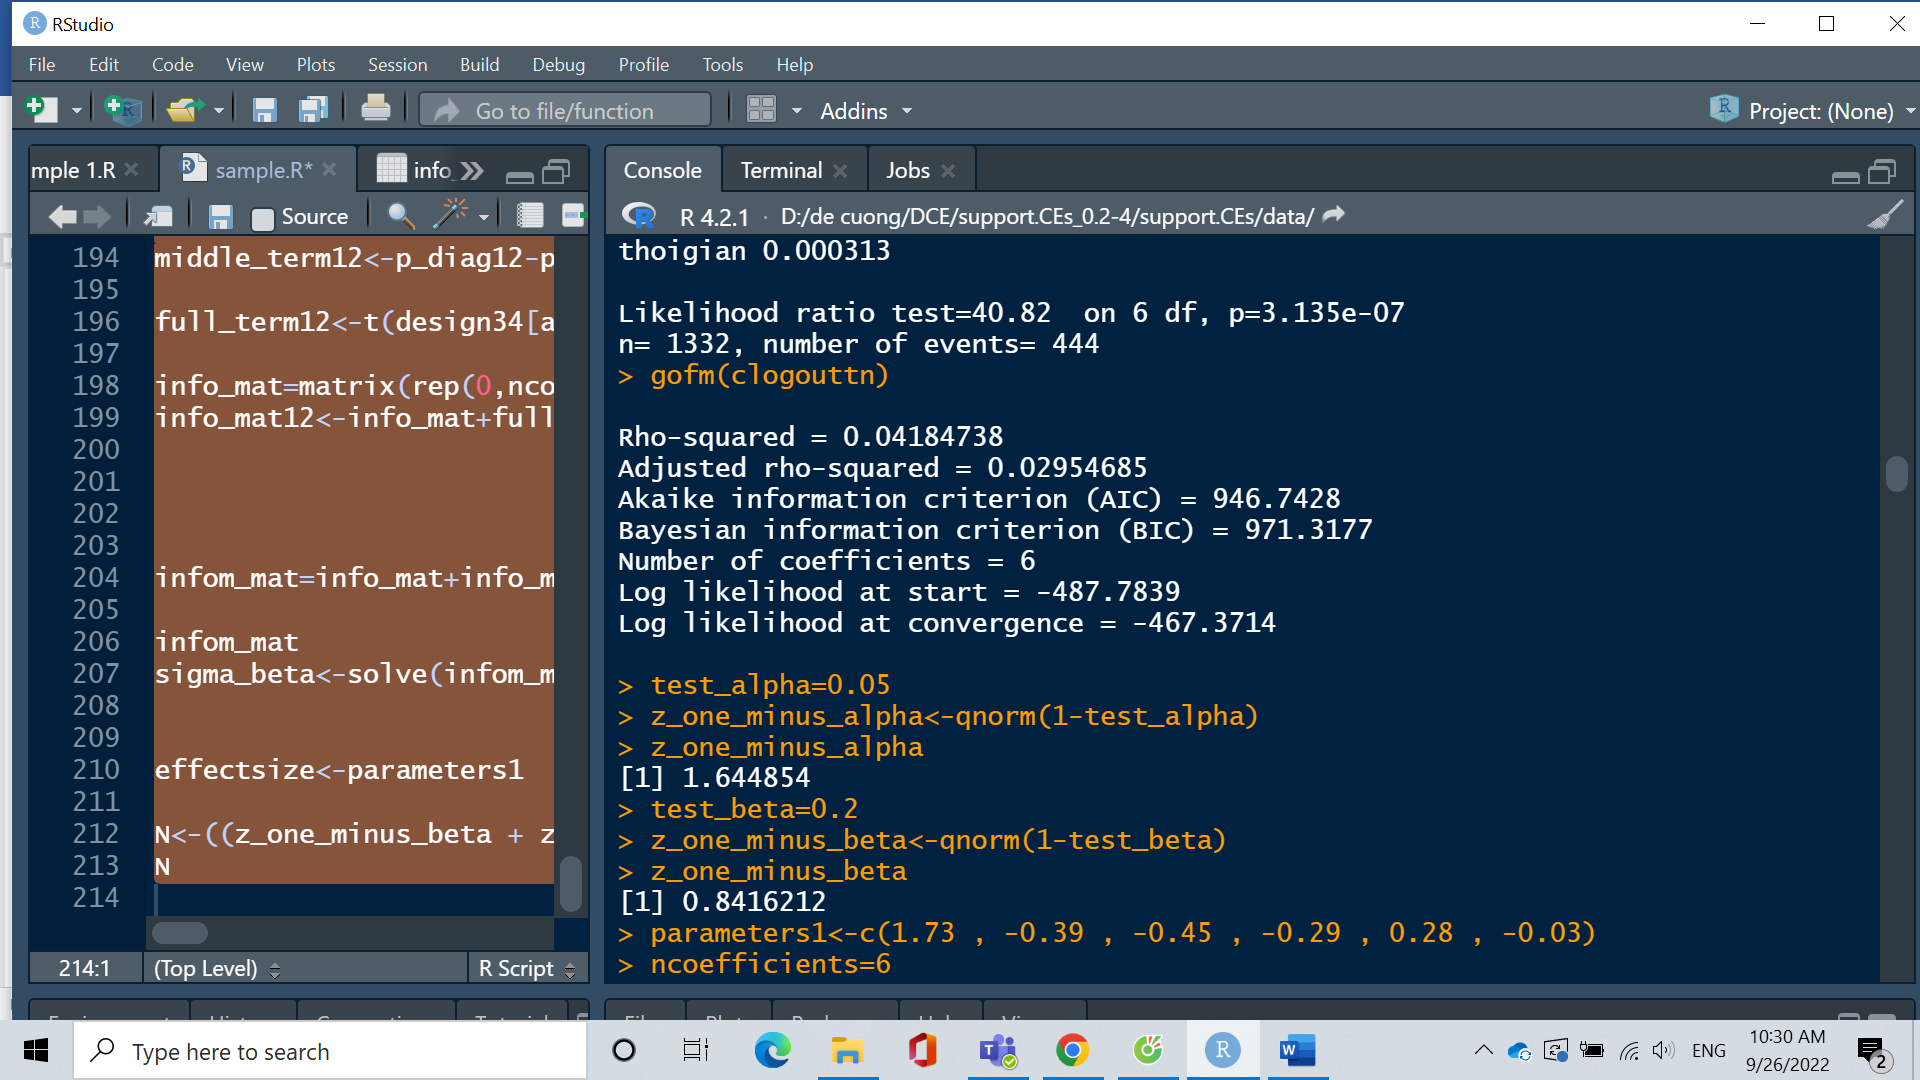 RStudio
File Edit Code View Plots Session Build Debug Profile Tools Help
Go to file/function Addins Project: (None)
mple 1.R sample.R* info_
Source
194 middle_term12<-p_diag12-p
195
196 full_term12<-t(design34[a
197
198 info_mat=matrix(rep(0,nco
199 info_mat12<-info_mat+full
200
201
202
203
204 infom_mat=info_mat+info_m
205
206 infom_mat
207 sigma_beta<-solve(infom_m
208
209
210 effectsize<-parameters1
211
212 N<-((z_one_minus_beta + z
213 N
214
214:1 (Top Level) R Script
Console Terminal Jobs
R 4.2.1 · D:/de cuong/DCE/support.CEs_0.2-4/support.CEs/data/
thoigian 0.000313
Likelihood ratio test=40.82  on 6 df, p=3.135e-07
n= 1332, number of events= 444
> gofm(clogouttn)
Rho-squared = 0.04184738
Adjusted rho-squared = 0.02954685
Akaike information criterion (AIC) = 946.7428
Bayesian information criterion (BIC) = 971.3177
Number of coefficients = 6
Log likelihood at start = -487.7839
Log likelihood at convergence = -467.3714
> test_alpha=0.05
> z_one_minus_alpha<-qnorm(1-test_alpha)
> z_one_minus_alpha
[1] 1.644854
> test_beta=0.2
> z_one_minus_beta<-qnorm(1-test_beta)
> z_one_minus_beta
[1] 0.8416212
> parameters1<-c(1.73 , -0.39 , -0.45 , -0.29 , 0.28 , -0.03)
> ncoefficients=6
Type here to search
ENG
10:30 AM
9/26/2022
2